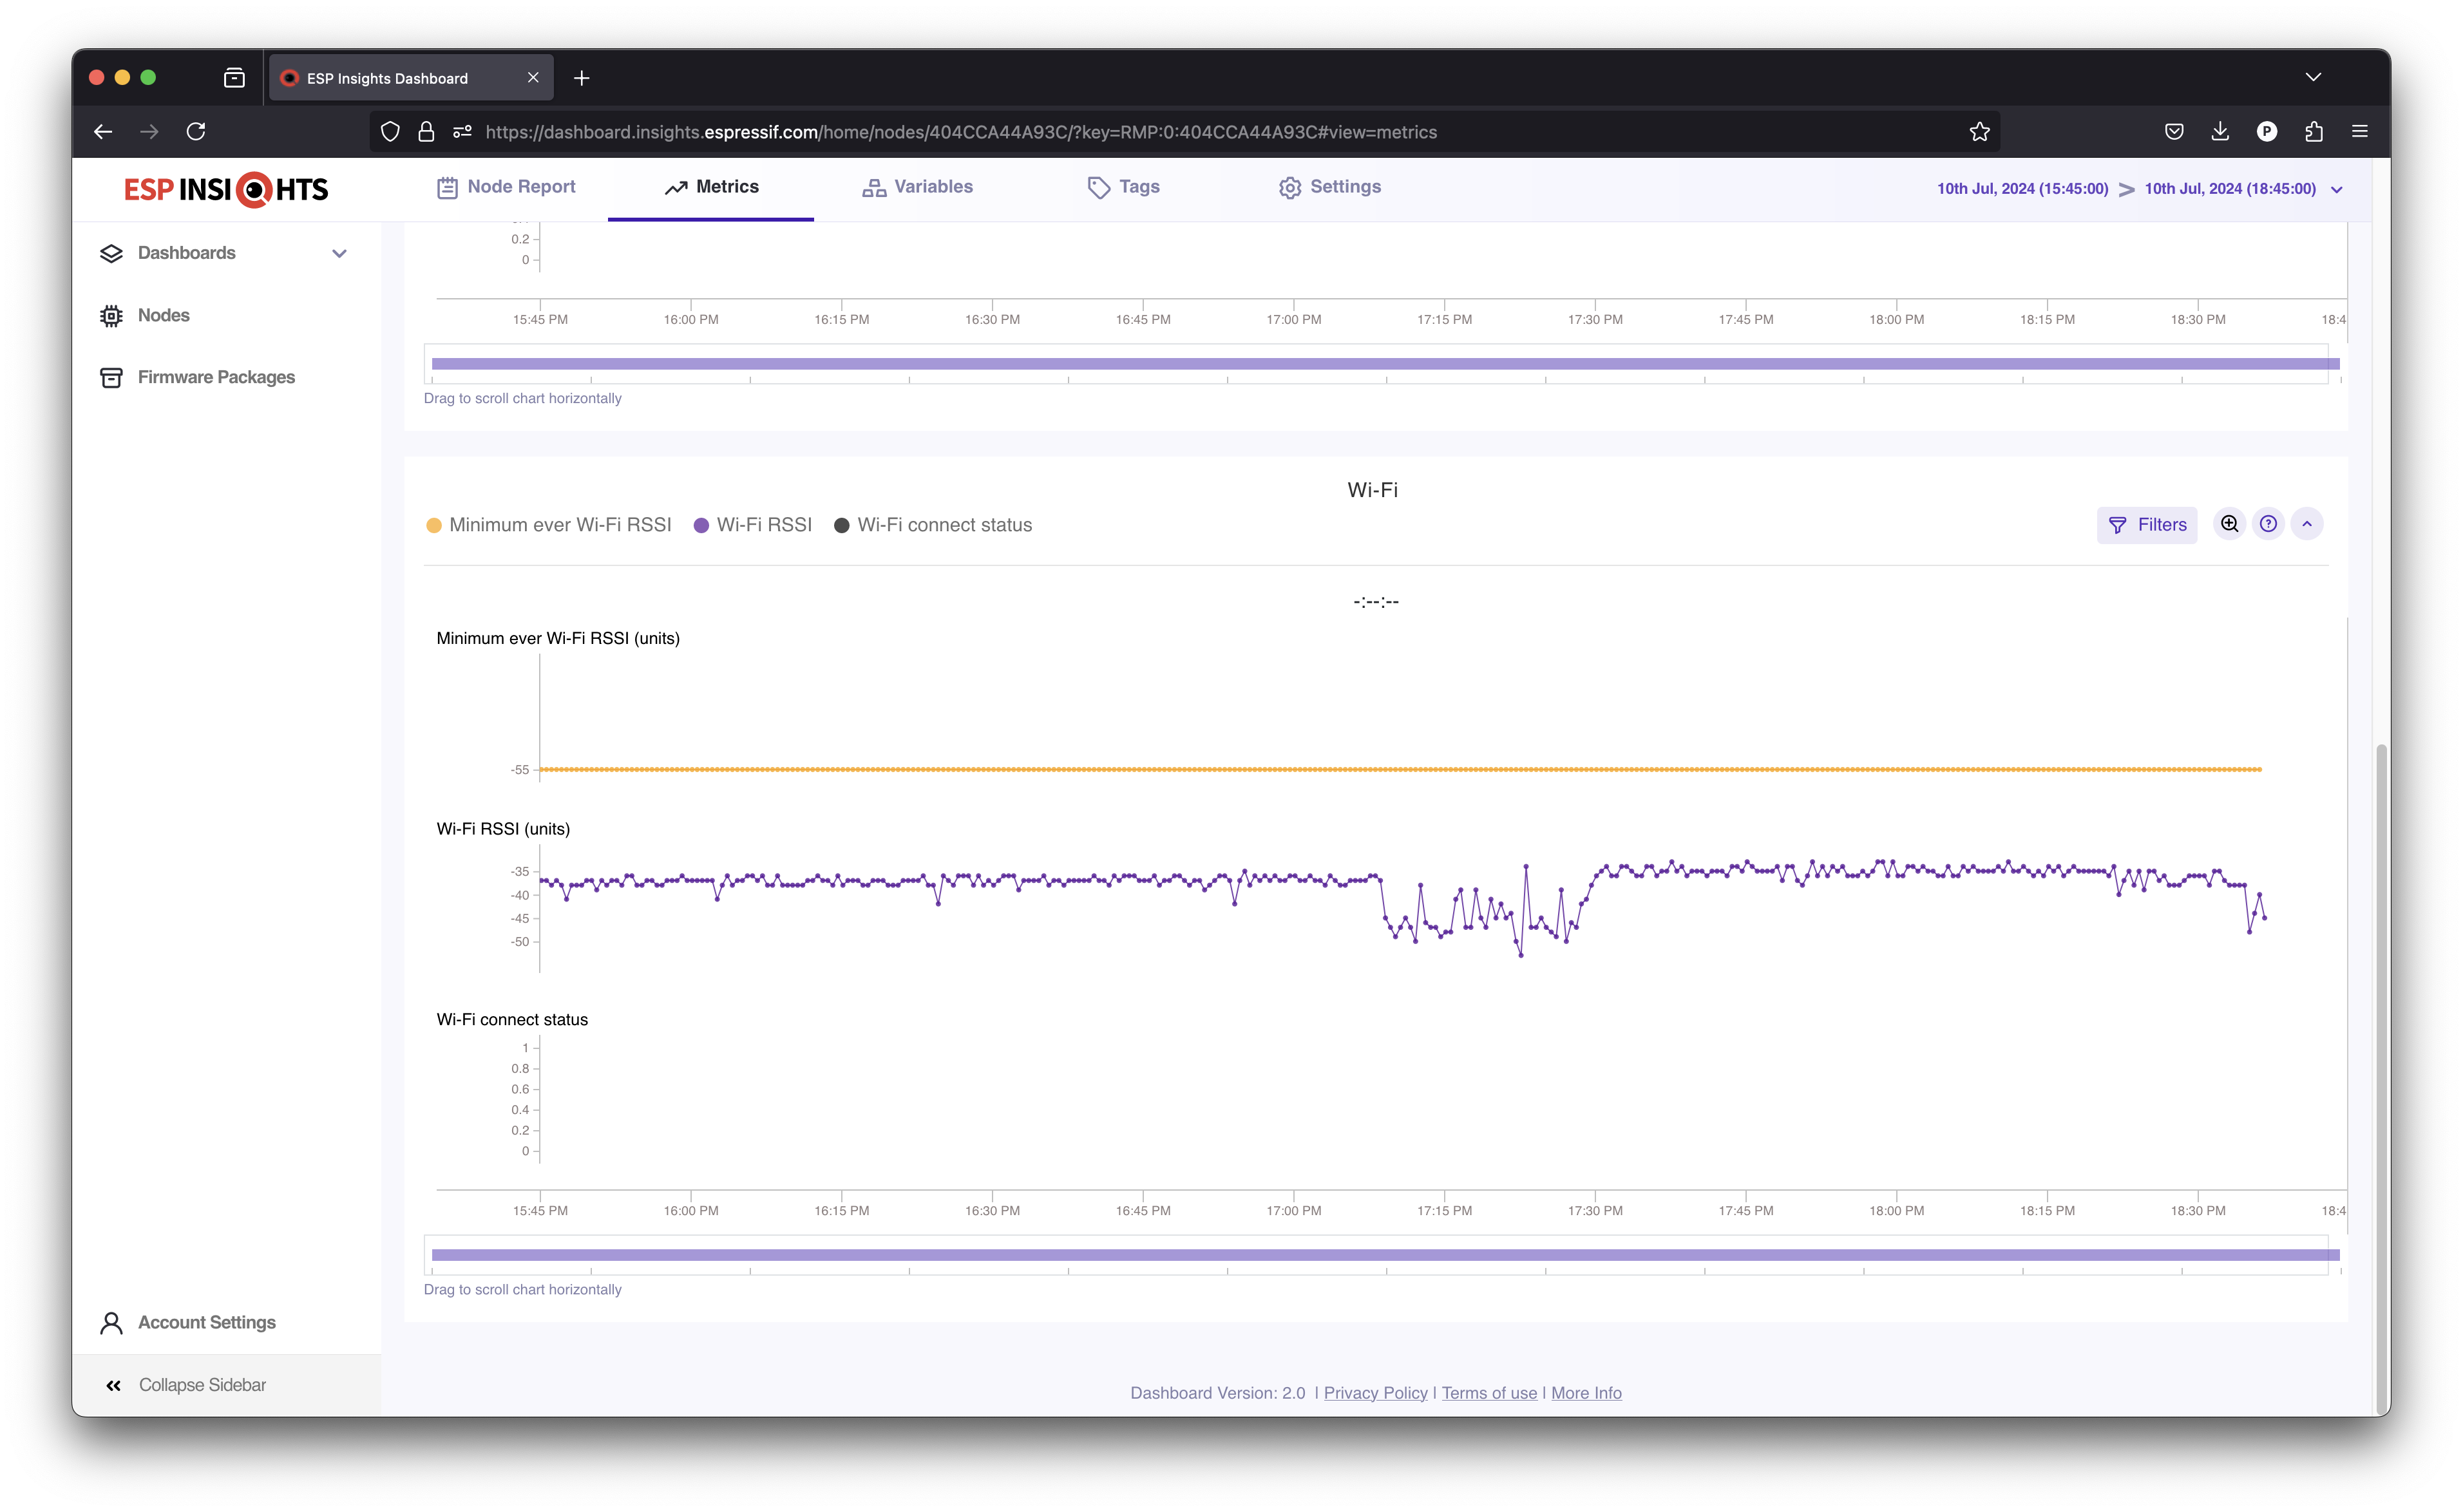 ESP Insights Dashboard
https://dashboard.insights.espressif.com/home/nodes/404CCA44A93C/?key=RMP:0:404CCA44A93C#view=metrics
P
ESP INSIGHTS
Node Report
Metrics
Variables
Tags
Settings
10th Jul, 2024 (15:45:00) > 10th Jul, 2024 (18:45:00)
Dashboards
Nodes
Firmware Packages
0.2
0
15:45 PM 16:00 PM 16:15 PM 16:30 PM 16:45 PM 17:00 PM 17:15 PM 17:30 PM 17:45 PM 18:00 PM 18:15 PM 18:30 PM 18:4
Drag to scroll chart horizontally
Wi-Fi
Minimum ever Wi-Fi RSSI Wi-Fi RSSI Wi-Fi connect status
Filters
-:--:--
Minimum ever Wi-Fi RSSI (units)
-55
Wi-Fi RSSI (units)
-35
-40
-45
-50
Wi-Fi connect status
1
0.8
0.6
0.4
0.2
0
15:45 PM 16:00 PM 16:15 PM 16:30 PM 16:45 PM 17:00 PM 17:15 PM 17:30 PM 17:45 PM 18:00 PM 18:15 PM 18:30 PM 18:4
Drag to scroll chart horizontally
Account Settings
Collapse Sidebar
Dashboard Version: 2.0 | Privacy Policy | Terms of use | More Info